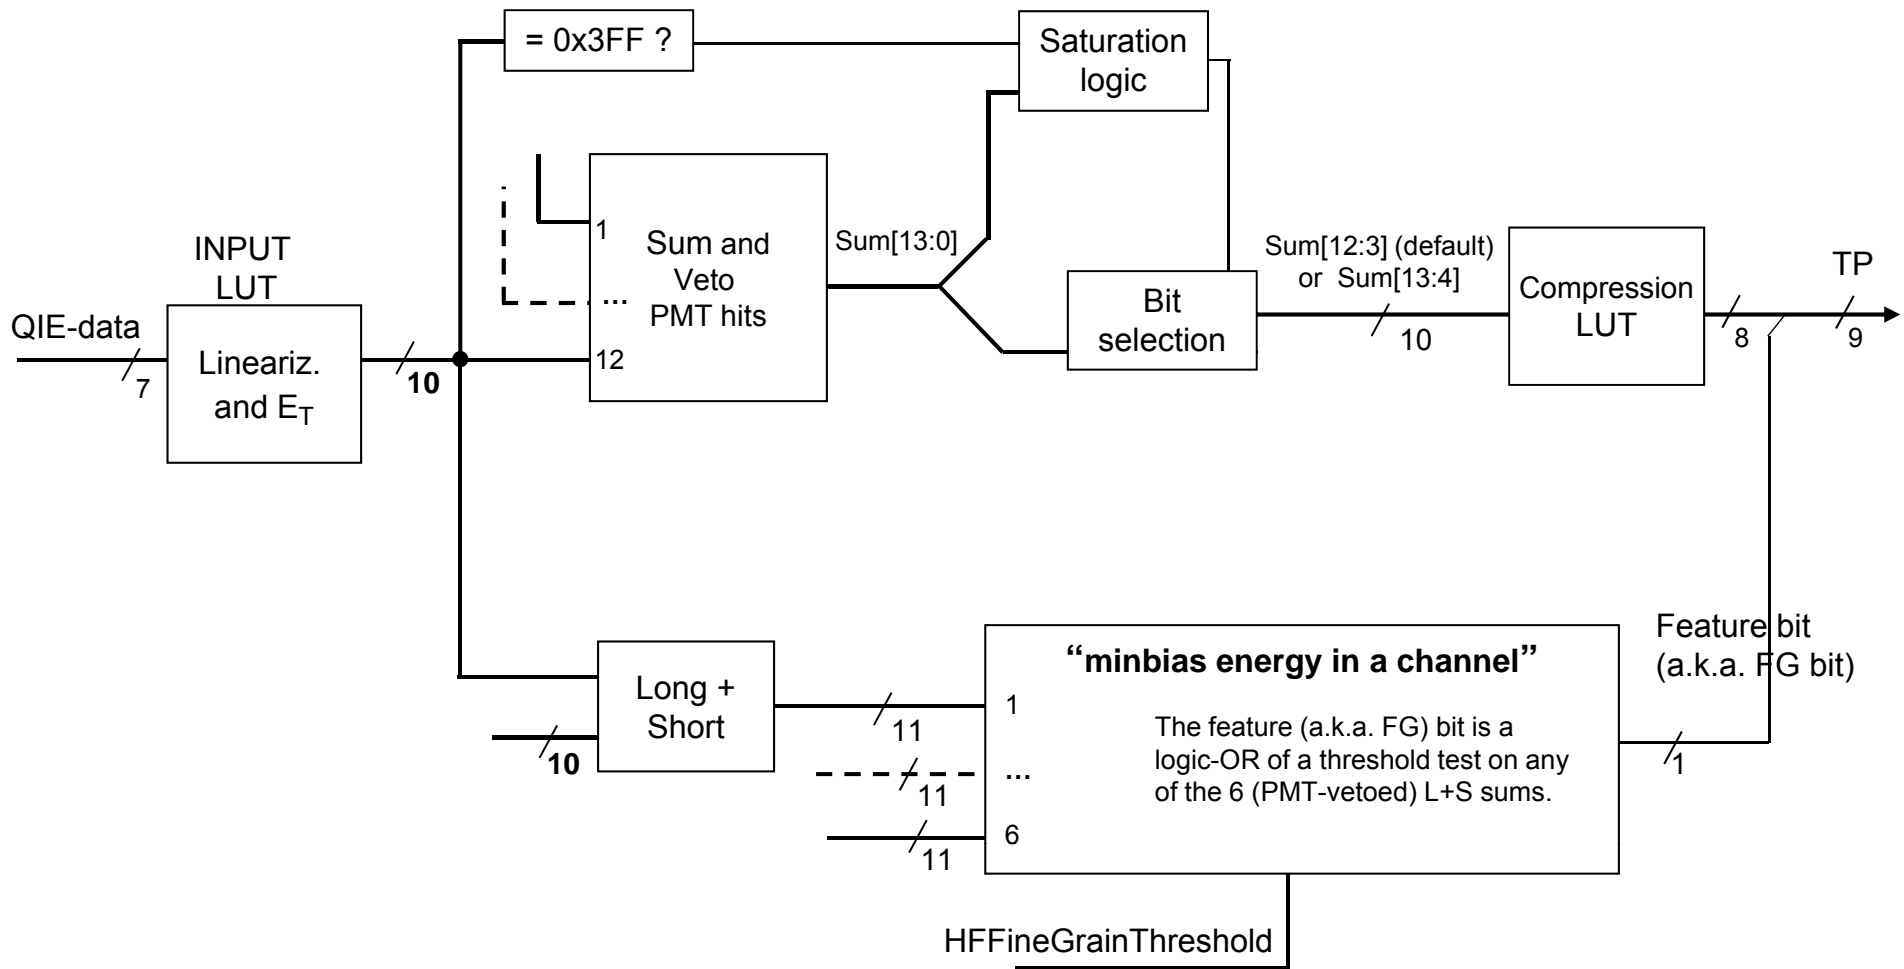 = 0x3FF ?
Saturation
logic
1
Sum and
Veto
...
PMT hits
12
Sum[13:0]
INPUT
LUT
QIE-data
7
Lineariz.
and E_T
10
Bit
selection
Sum[12:3] (default)
or Sum[13:4]
10
Compression
LUT
8
TP
9
Long +
Short
10
11
11
11
1
...
6
“minbias energy in a channel”
The feature (a.k.a. FG) bit is a
logic-OR of a threshold test on any
of the 6 (PMT-vetoed) L+S sums.
Feature bit
(a.k.a. FG bit)
1
HFFineGrainThreshold